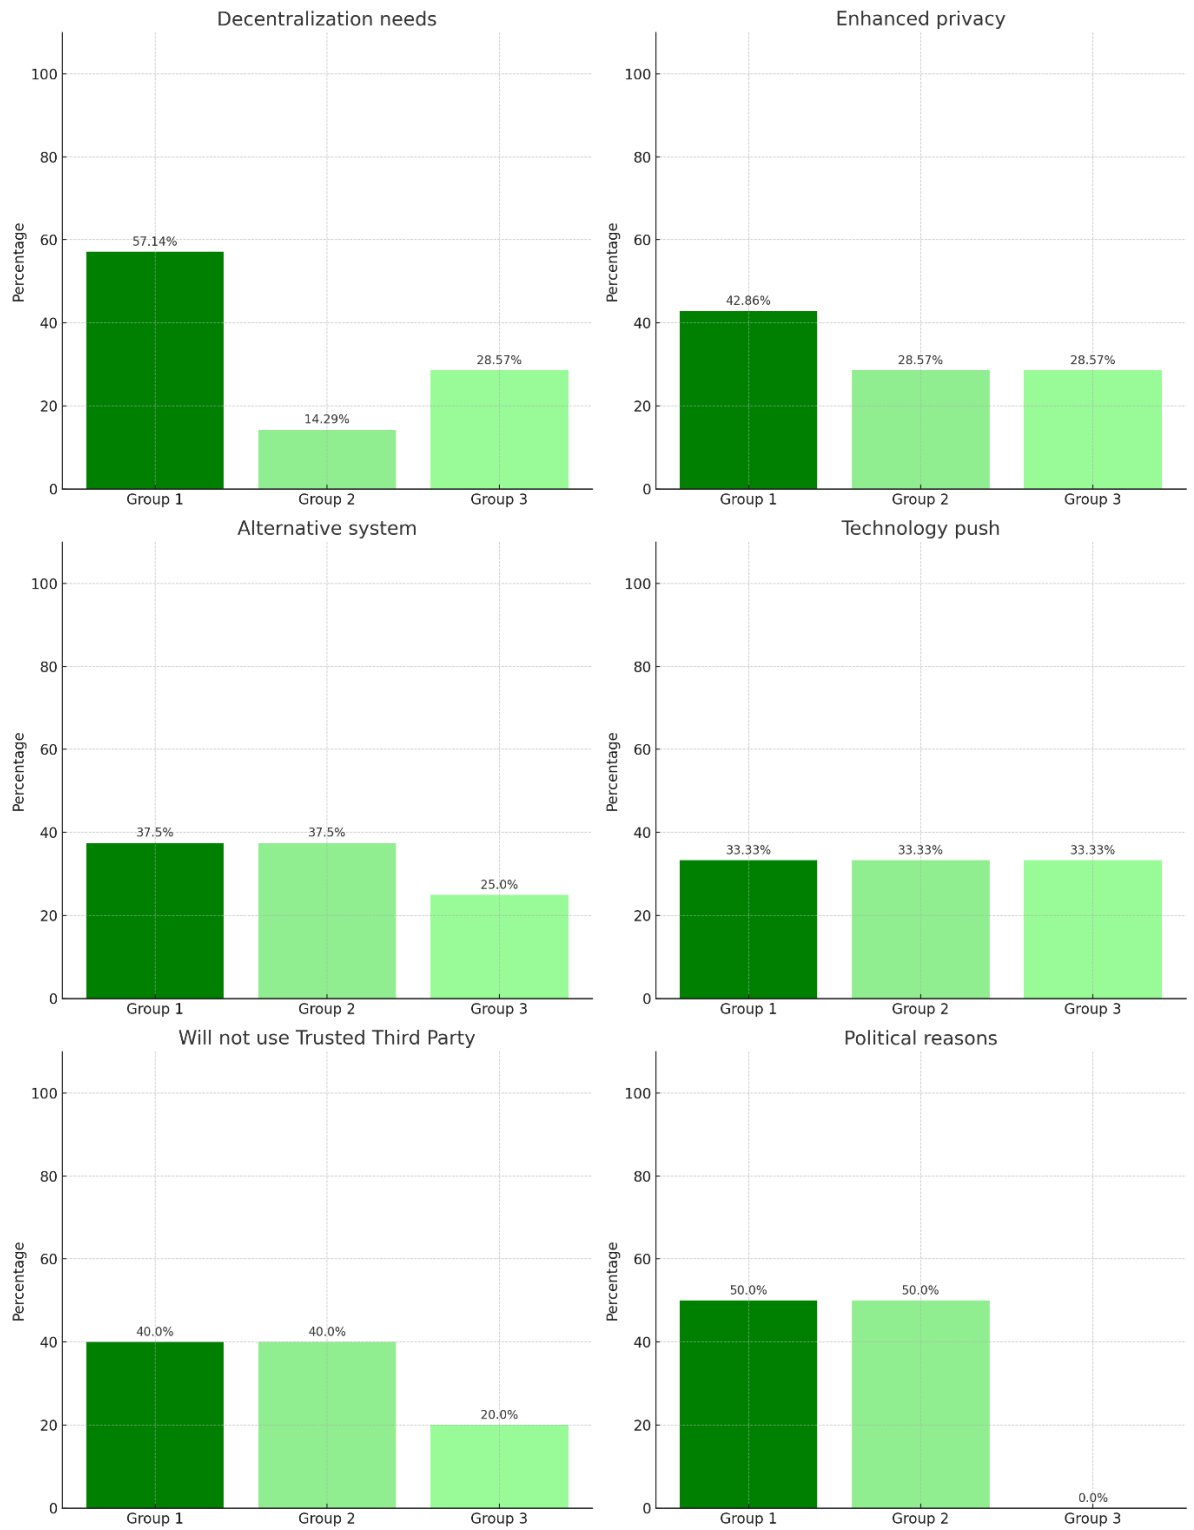 Decentralization needs
Percentage
100
80
60
40
20
0
57.14%
14.29%
28.57%
Group 1
Group 2
Group 3
Enhanced privacy
Percentage
100
80
60
40
20
0
42.86%
28.57%
28.57%
Group 1
Group 2
Group 3
Alternative system
Percentage
100
80
60
40
20
0
37.5%
37.5%
25.0%
Group 1
Group 2
Group 3
Technology push
Percentage
100
80
60
40
20
0
33.33%
33.33%
33.33%
Group 1
Group 2
Group 3
Will not use Trusted Third Party
Percentage
100
80
60
40
20
0
40.0%
40.0%
20.0%
Group 1
Group 2
Group 3
Political reasons
Percentage
100
80
60
40
20
0
50.0%
50.0%
0.0%
Group 1
Group 2
Group 3